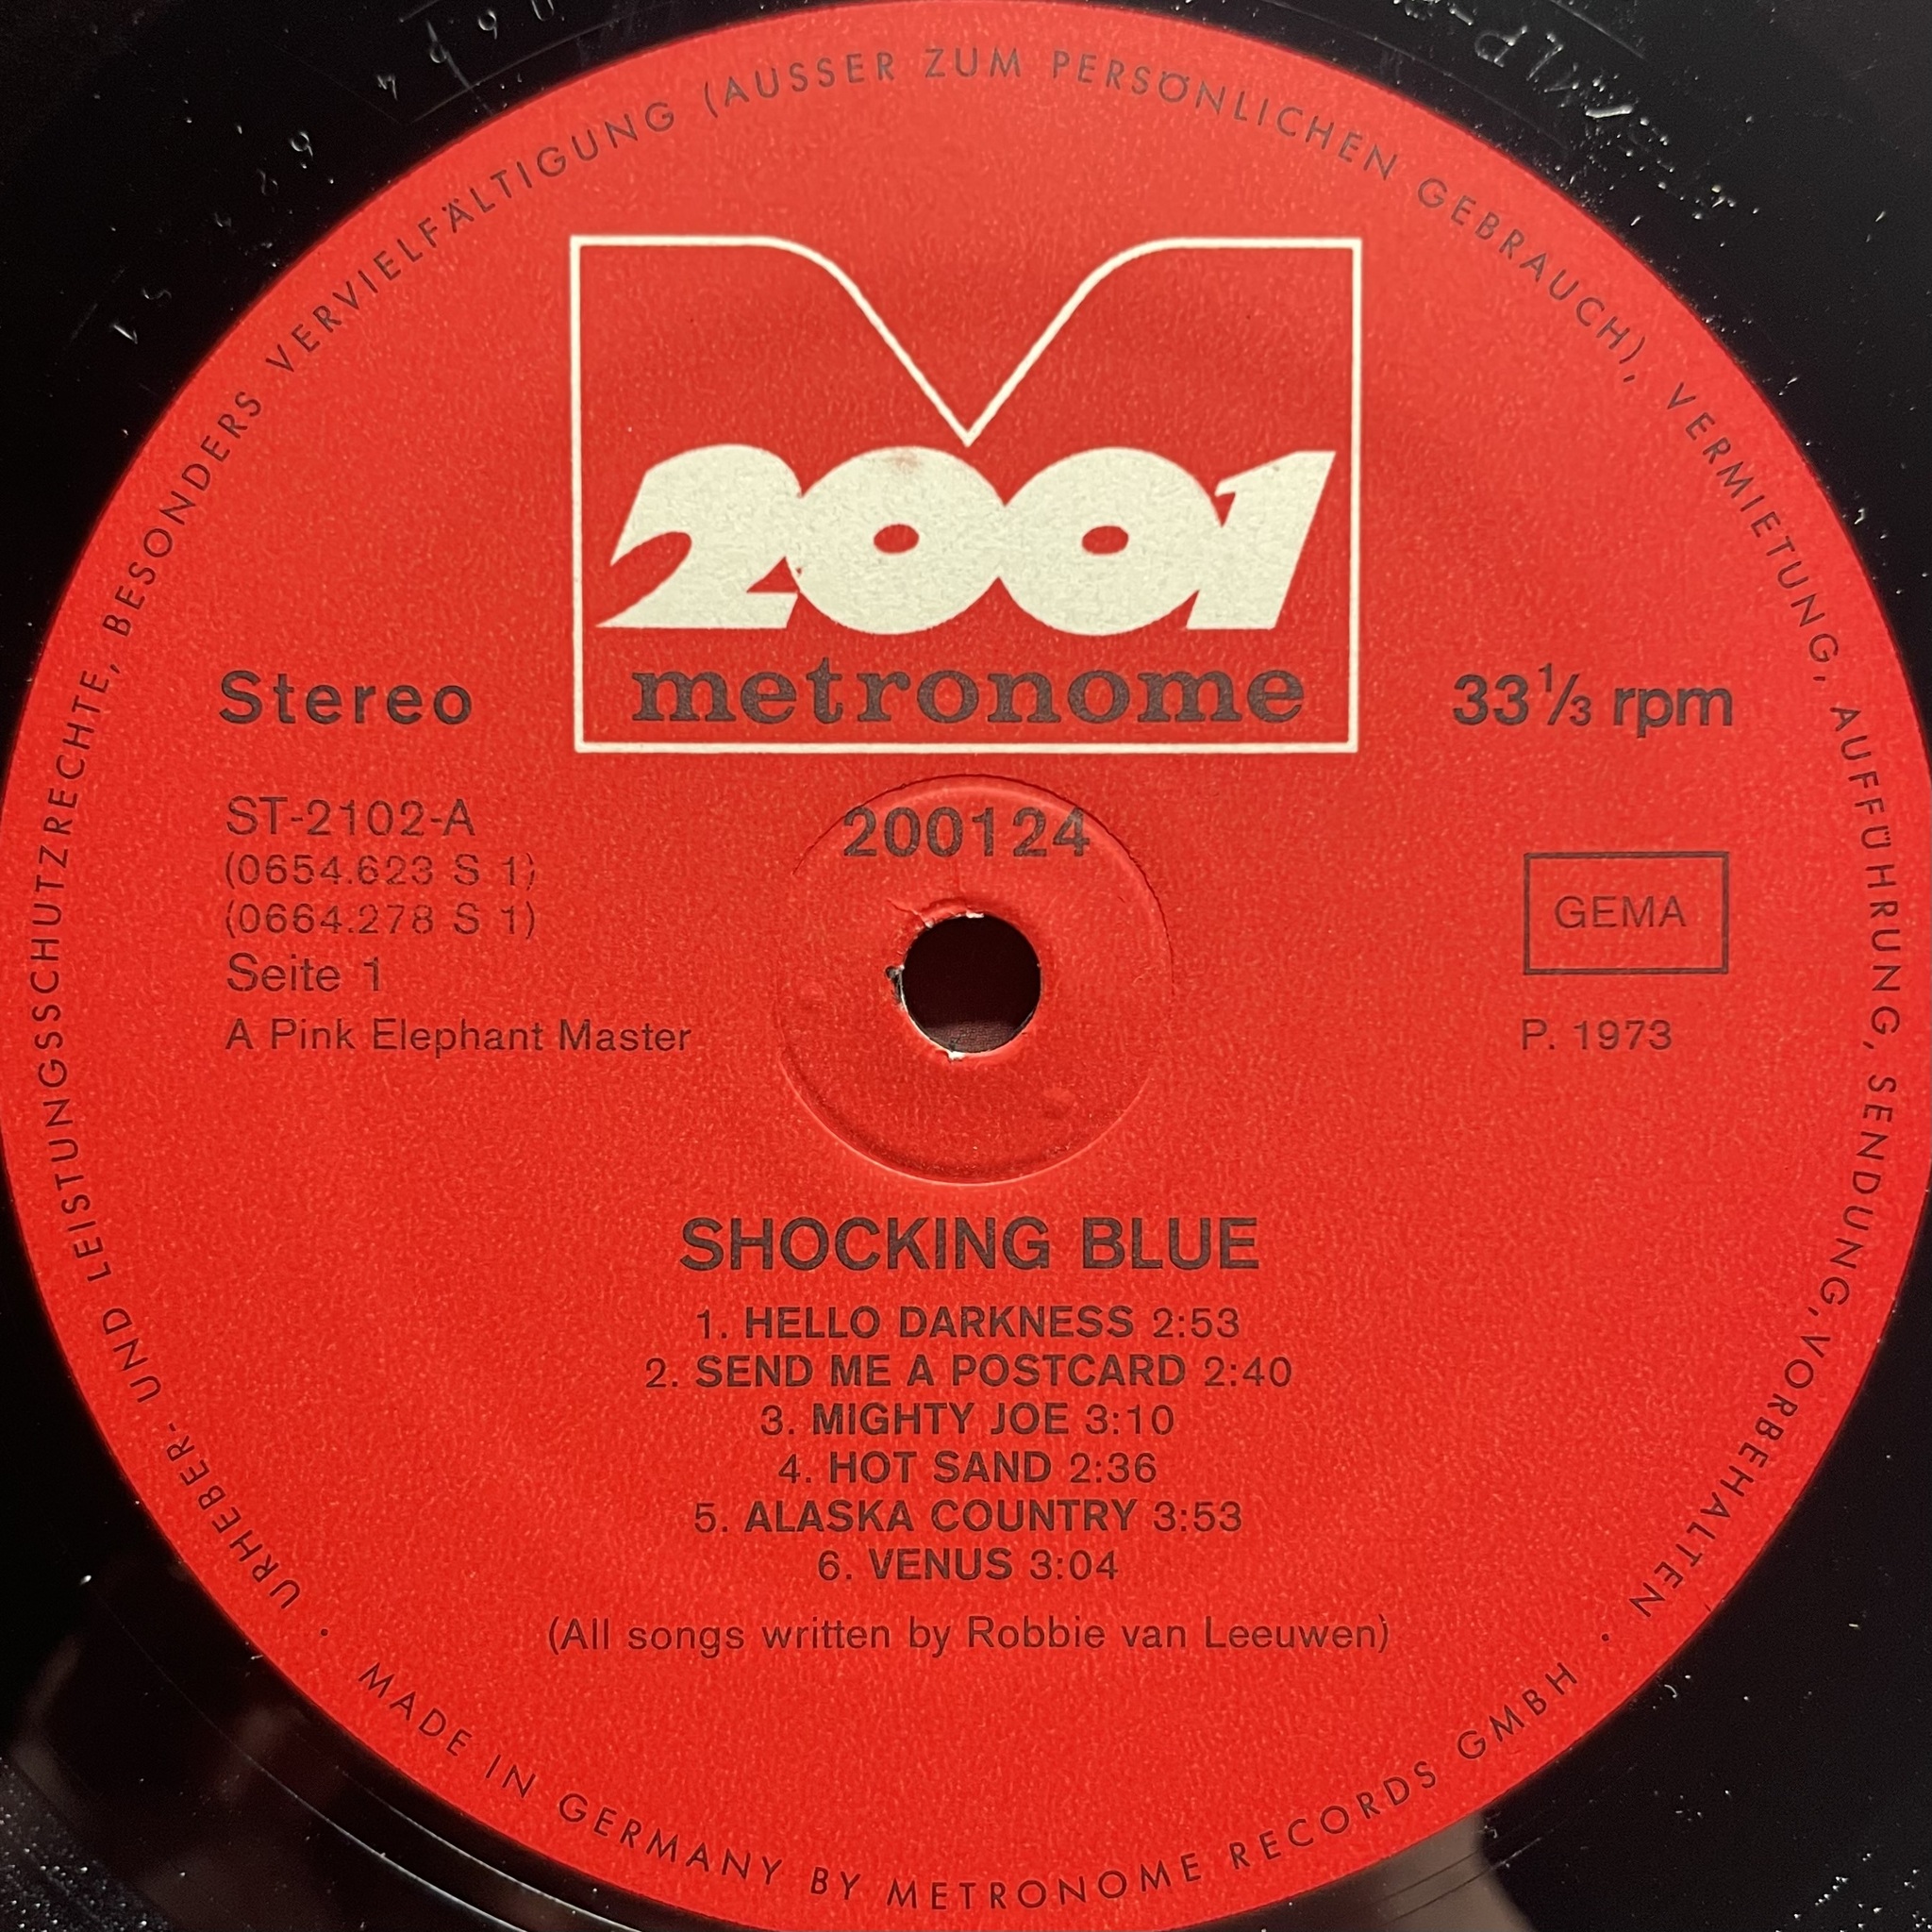 URHEBER- UND LEISTUNGSSCHUTZRECHTE, BESONDERS VERVIELFÄLTIGUNG (AUSSER ZUM PERSÖNLICHEN GEBRAUCH), VERMIETUNG, AUFFÜHRUNG, SENDUNG, VORBEHALTEN
2001
metronome
Stereo
33⅓ rpm
200124
ST-2102-A
(0654.623 S 1)
(0664.278 S 1)
Seite 1
A Pink Elephant Master
GEMA
P. 1973
SHOCKING BLUE
1. HELLO DARKNESS 2:53
2. SEND ME A POSTCARD 2:40
3. MIGHTY JOE 3:10
4. HOT SAND 2:36
5. ALASKA COUNTRY 3:53
6. VENUS 3:04
(All songs written by Robbie van Leeuwen)
· MADE IN GERMANY BY METRONOME RECORDS GMBH ·